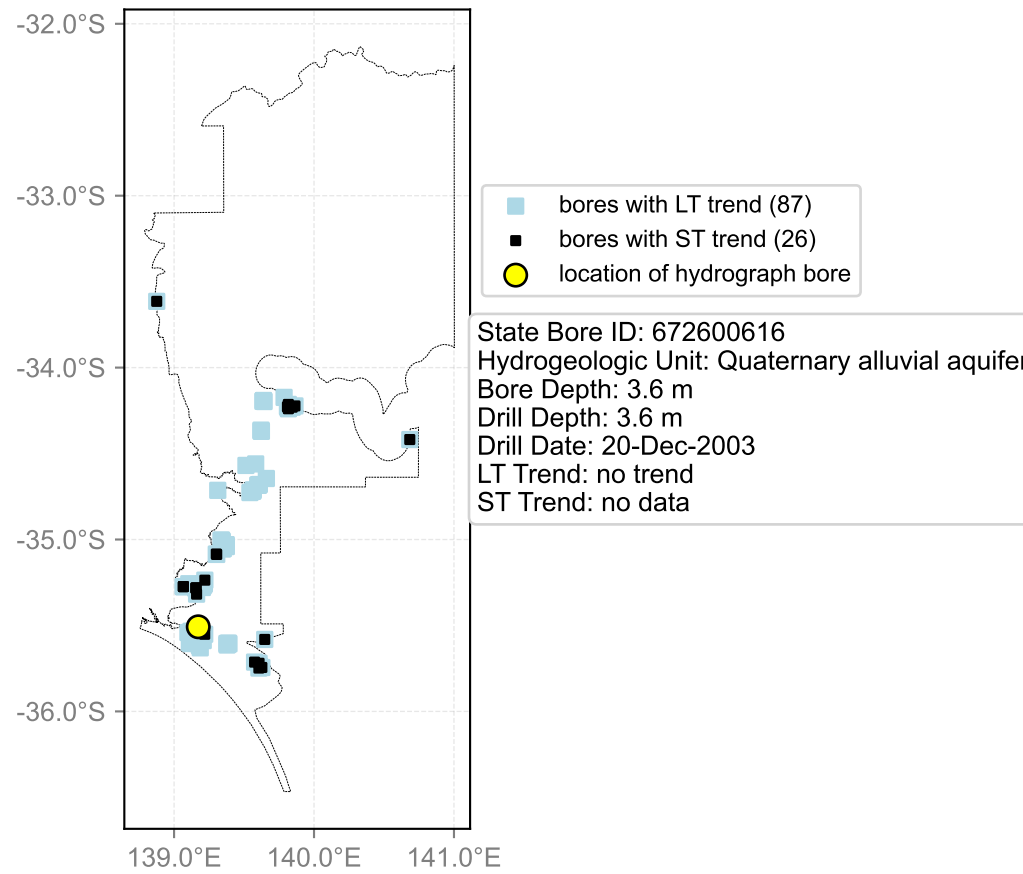 -32.0°S
-33.0°S
-34.0°S
-35.0°S
-36.0°S
139.0°E 140.0°E 141.0°E
bores with LT trend (87)
bores with ST trend (26)
location of hydrograph bore
State Bore ID: 672600616
Hydrogeologic Unit: Quaternary alluvial aquifer
Bore Depth: 3.6 m
Drill Depth: 3.6 m
Drill Date: 20-Dec-2003
LT Trend: no trend
ST Trend: no data